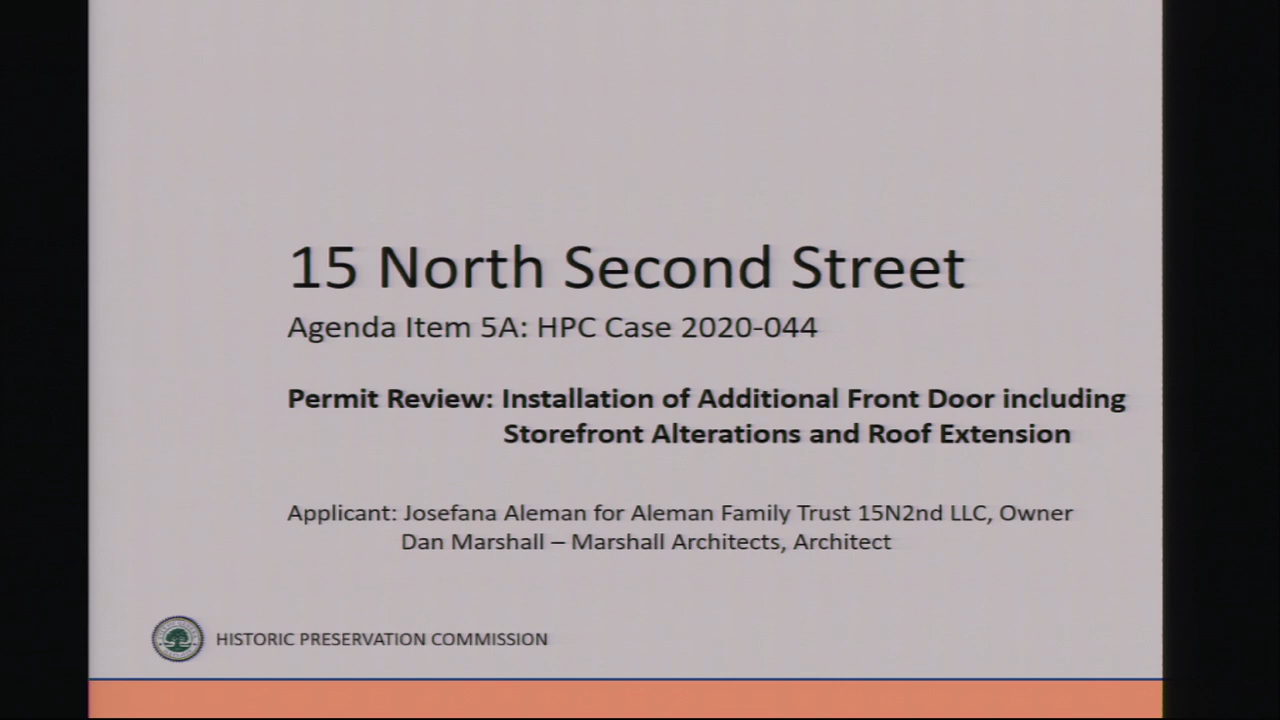 15 North Second Street
Agenda Item 5A: HPC Case 2020-044
Permit Review: Installation of Additional Front Door including
Storefront Alterations and Roof Extension
Applicant: Josefana Aleman for Aleman Family Trust 15N2nd LLC, Owner
Dan Marshall – Marshall Architects, Architect
HISTORIC PRESERVATION COMMISSION